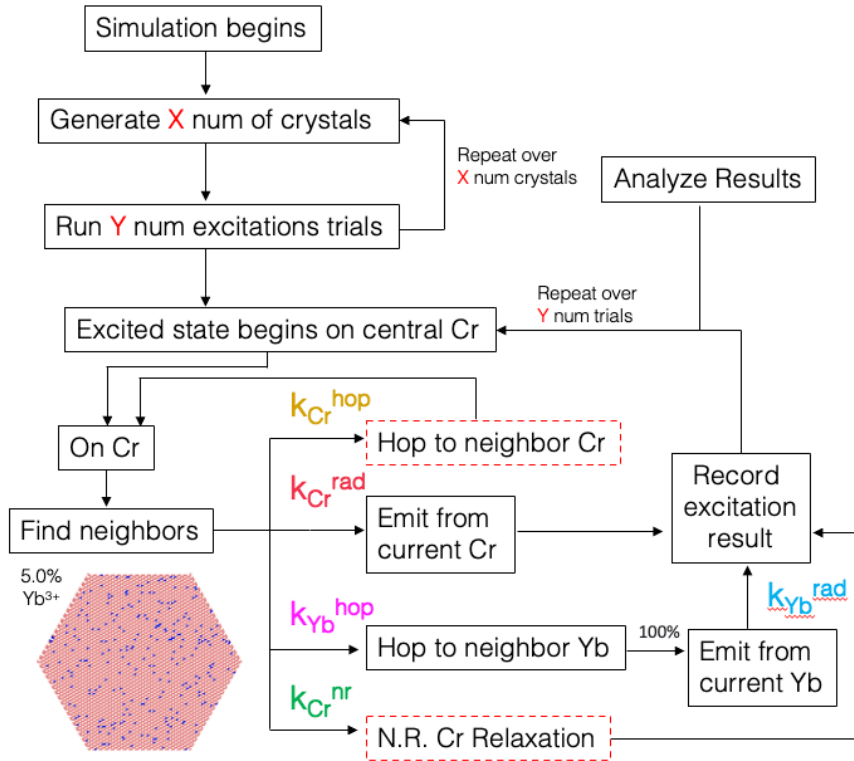 Simulation begins
Generate X num of crystals
Repeat over
X num crystals
Analyze Results
Run Y num excitations trials
Repeat over
Y num trials
Excited state begins on central Cr
k_Cr^hop
On Cr
Hop to neighbor Cr
k_Cr^rad
Record
excitation
result
Find neighbors
Emit from
current Cr
5.0%
Yb³⁺
k_Yb^hop
k_Yb^rad
Hop to neighbor Yb
100%
Emit from
current Yb
k_Cr^nr
N.R. Cr Relaxation